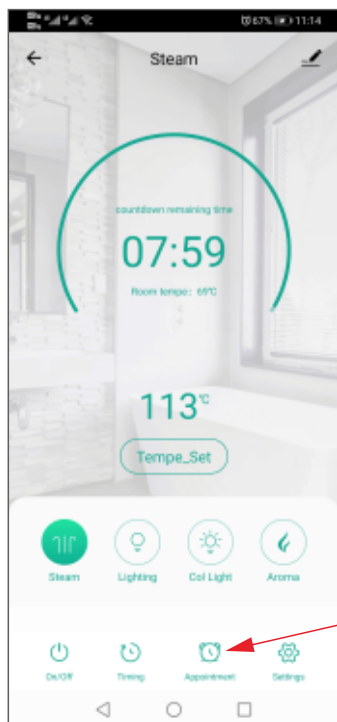 67% 11:14
Steam
countdown remaining time
07:59
Room tempe: 69℃
113℃
Tempe_Set
Steam Lighting Col Light Aroma
On/Off Timing Appointment Settings